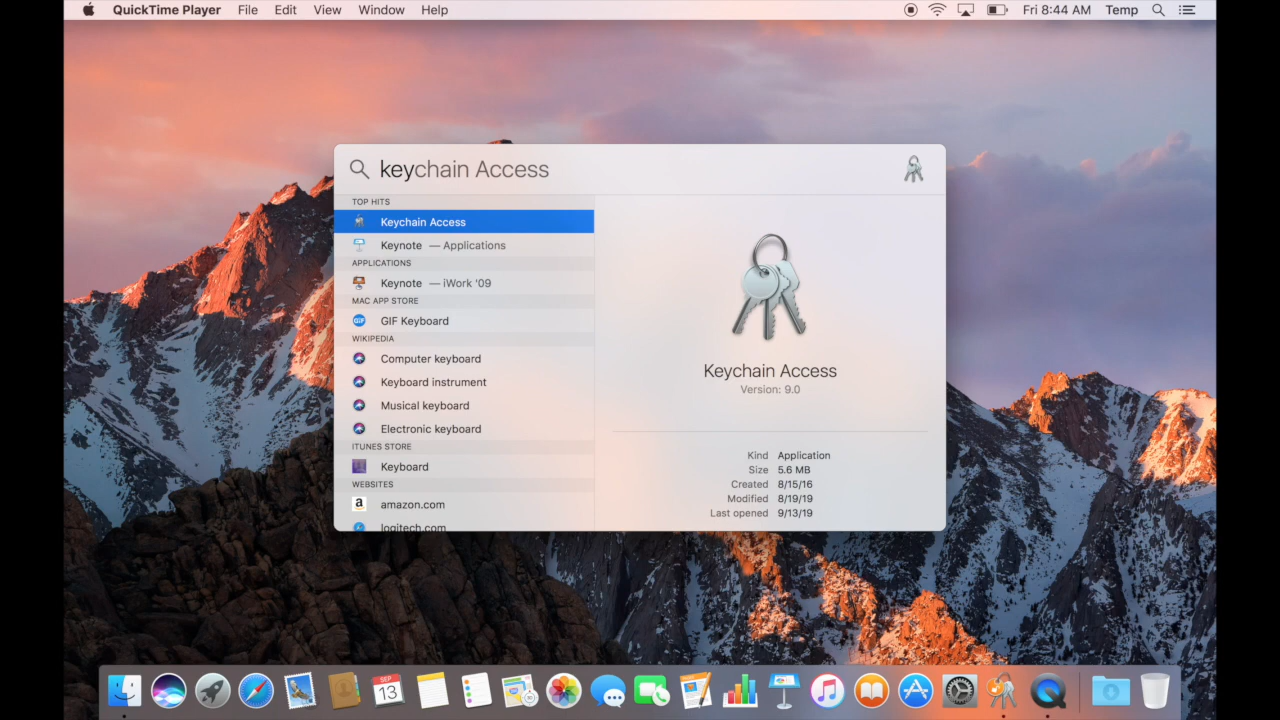 QuickTime Player File Edit View Window Help Fri 8:44 AM Temp
keychain Access
TOP HITS
Keychain Access
Keynote — Applications
APPLICATIONS
Keynote — iWork '09
MAC APP STORE
GIF Keyboard
WIKIPEDIA
Computer keyboard
Keyboard instrument
Musical keyboard
Electronic keyboard
ITUNES STORE
Keyboard
WEBSITES
amazon.com
logitech.com
Keychain Access
Version: 9.0
Kind Application
Size 5.6 MB
Created 8/15/16
Modified 8/19/19
Last opened 9/13/19
GIF
a
SEP
13